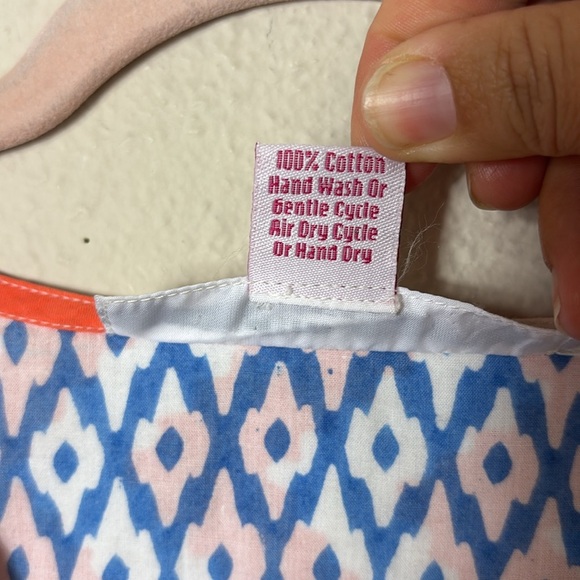 100% Cotton
Hand Wash Or
Gentle Cycle
Air Dry Cycle
Or Hand Dry